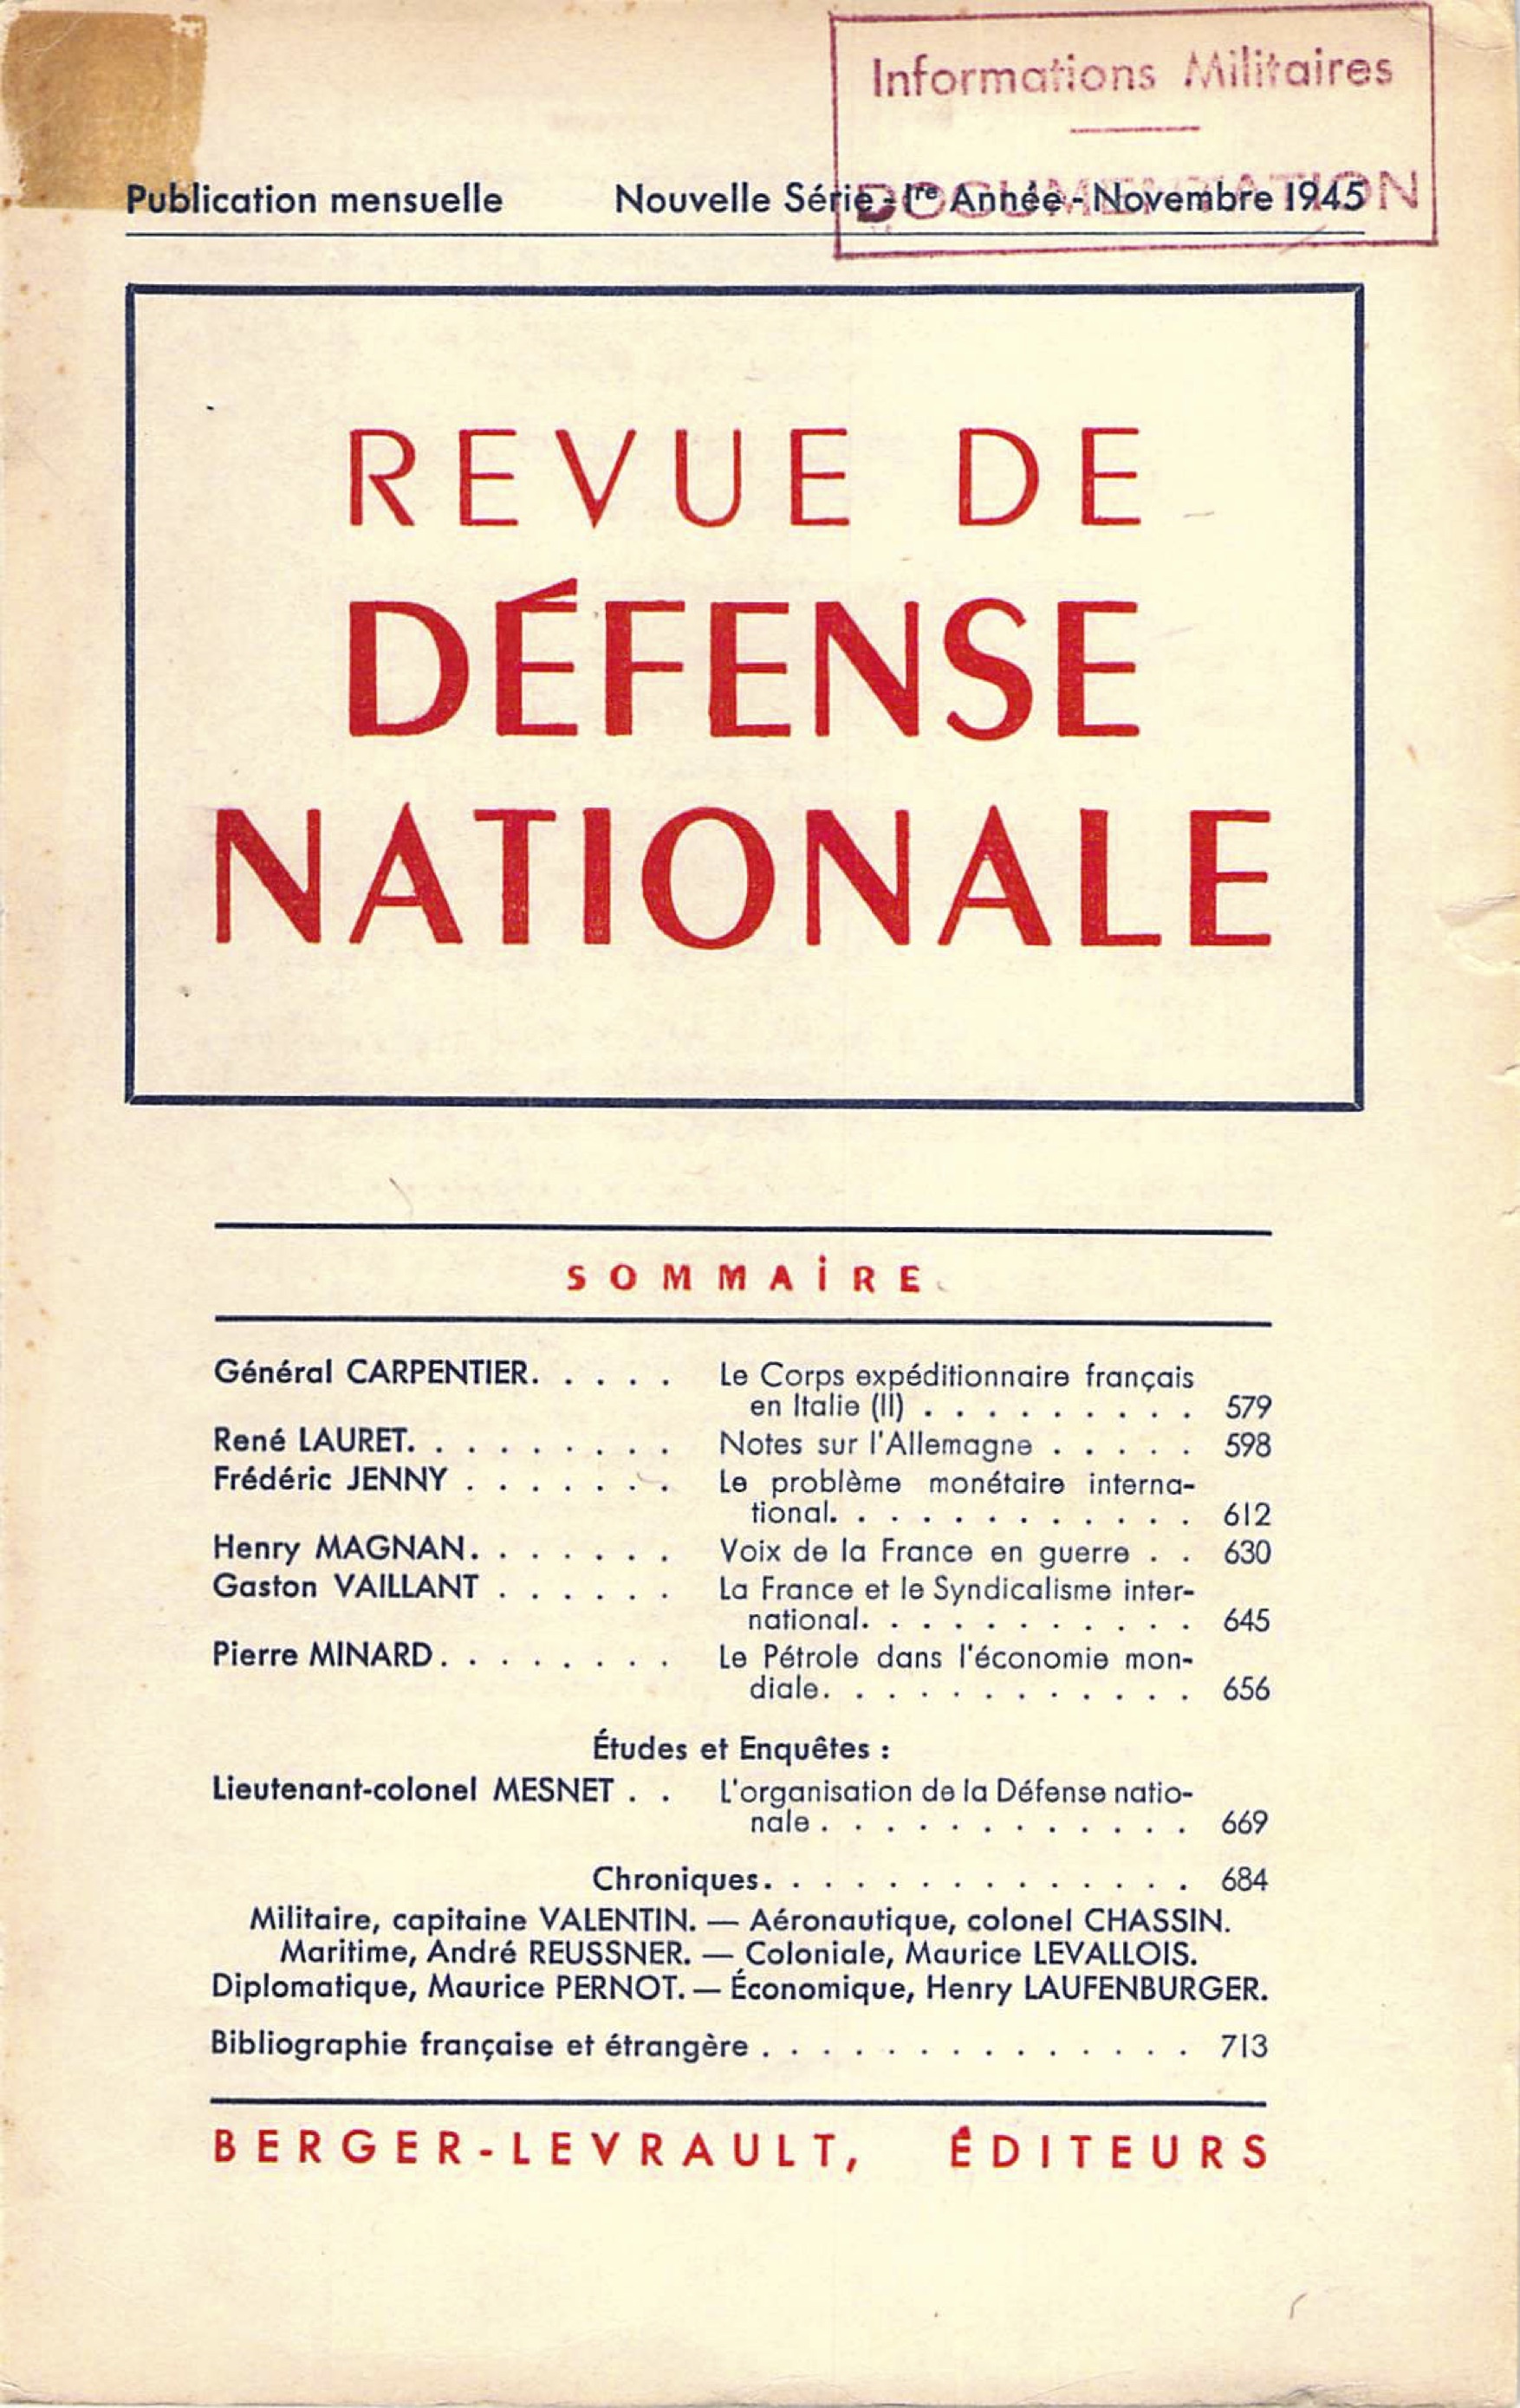 Informations Militaires
DOCUMENTATION
Publication mensuelle Nouvelle Série - 1re Année - Novembre 1945
REVUE DE
DÉFENSE
NATIONALE
SOMMAiRE
Général CARPENTIER. . . . . Le Corps expéditionnaire français
en Italie (II) . . . . . . . . . 579
René LAURET. . . . . . . . . Notes sur l'Allemagne . . . . . 598
Frédéric JENNY . . . . . . . Le problème monétaire interna-
tional. . . . . . . . . . . . 612
Henry MAGNAN. . . . . . . Voix de la France en guerre . . 630
Gaston VAILLANT . . . . . . La France et le Syndicalisme inter-
national. . . . . . . . . . . 645
Pierre MINARD. . . . . . . . Le Pétrole dans l'économie mon-
diale. . . . . . . . . . . . 656
Études et Enquêtes :
Lieutenant-colonel MESNET . . L'organisation de la Défense natio-
nale . . . . . . . . . . . . 669
Chroniques. . . . . . . . . . . . . . 684
Militaire, capitaine VALENTIN. — Aéronautique, colonel CHASSIN.
Maritime, André REUSSNER. — Coloniale, Maurice LEVALLOIS.
Diplomatique, Maurice PERNOT. — Économique, Henry LAUFENBURGER.
Bibliographie française et étrangère . . . . . . . . . . . . . . 713
BERGER-LEVRAULT, ÉDITEURS